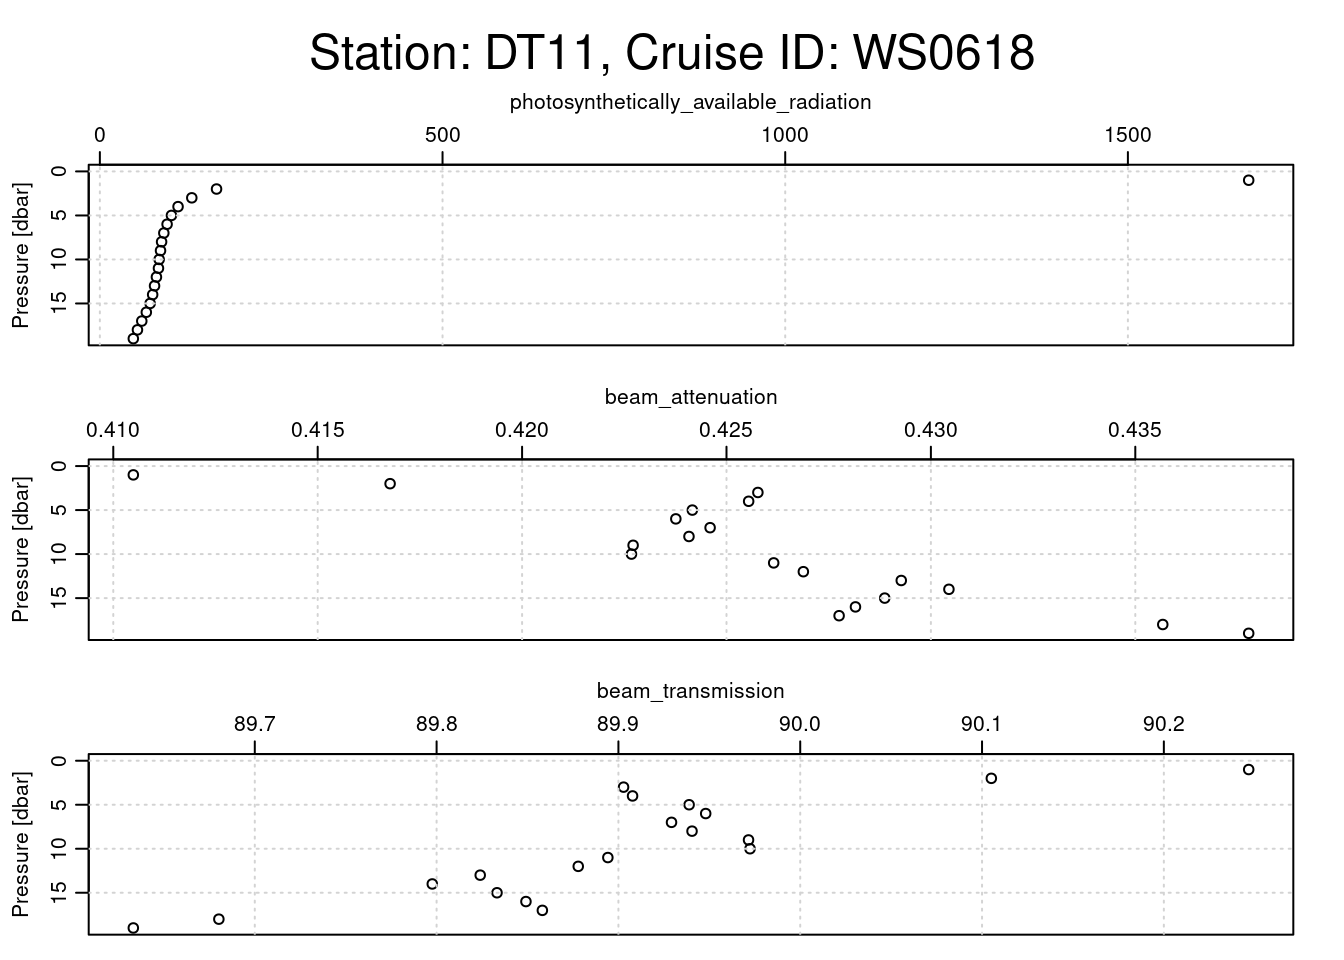 Station: DT11, Cruise ID: WS0618
photosynthetically_available_radiation
0 500 1000 1500
Pressure [dbar]
0
5
10
15
beam_attenuation
0.410 0.415 0.420 0.425 0.430 0.435
Pressure [dbar]
0
5
10
15
beam_transmission
89.7 89.8 89.9 90.0 90.1 90.2
Pressure [dbar]
0
5
10
15